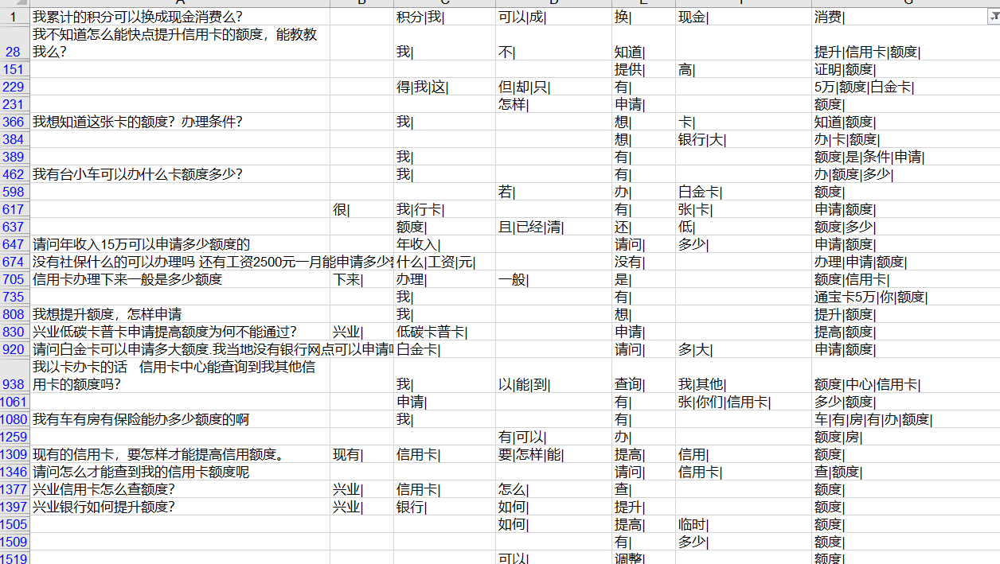 1 我累计的积分可以换成现金消费么? 积分|我| 可以|成| 换| 现金| 消费|
我不知道怎么能快点提升信用卡的额度，能教教
28 我么? 我| 不| 知道| 提升|信用卡|额度|
151 提供| 高| 证明|额度|
229 得|我|这| 但|却|只| 有| 5万|额度|白金卡|
231 怎样| 申请| 额度|
366 我想知道这张卡的额度? 办理条件? 我| 想| 卡| 知道|额度|
384 想| 银行|大| 办|卡|额度|
389 我| 有| 额度|是|条件|申请|
462 我有台小车可以办什么卡额度多少? 我| 有| 办|额度|多少|
598 若| 办| 白金卡| 额度|
617 很| 我|行卡| 有| 张|卡| 申请|额度|
637 额度| 且|已经|清| 还| 低| 额度|多少|
647 请问年收入15万可以申请多少额度的 年收入| 请问| 多少| 申请|额度|
674 没有社保什么的可以办理吗 还有工资2500元一月能申请多少 什么|工资|元| 没有| 办理|申请|额度|
705 信用卡办理下来一般是多少额度 下来| 办理| 一般| 是| 额度|信用卡|
735 我| 有| 通宝卡5万|你|额度|
808 我想提升额度，怎样申请 我| 想| 提升|额度|
830 兴业低碳卡普卡申请提高额度为何不能通过? 兴业| 低碳卡普卡| 申请| 提高|额度|
920 请问白金卡可以申请多大额度.我当地没有银行网点可以申请 白金卡| 请问| 多|大| 申请|额度|
我以卡办卡的话 信用卡中心能查询到我其他信
938 用卡的额度吗? 我| 以|能|到| 查询| 我|其他| 额度|中心|信用卡|
1061 申请| 有| 张|你们|信用卡| 多少|额度|
1080 我有车有房有保险能办多少额度的啊 我| 有| 车|有|房|有|办|额度|
1259 有|可以| 办| 额度|房|
1309 现有的信用卡，要怎样才能提高信用额度。 现有| 信用卡| 要|怎样|能| 提高| 信用| 额度|
1346 请问怎么才能查到我的信用卡额度呢 请问| 信用卡| 查|额度|
1377 兴业信用卡怎么查额度? 兴业| 信用卡| 怎么| 查| 额度|
1397 兴业银行如何提升额度? 兴业| 银行| 如何| 提升| 额度|
1505 如何| 提高| 临时| 额度|
1509 有| 多少| 额度|
1519 可以| 调整| 额度|